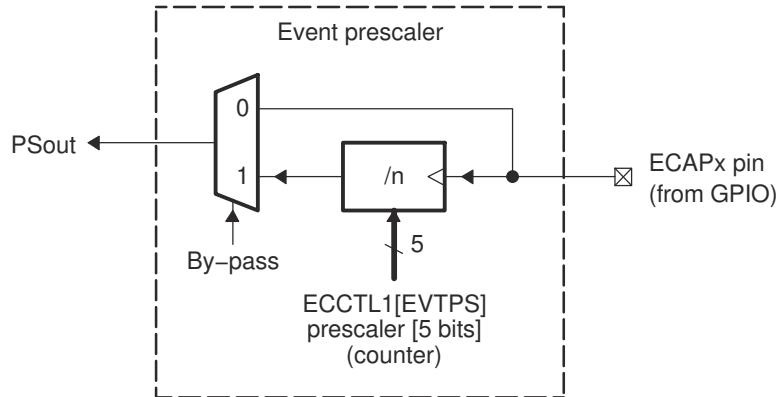 Event prescaler
0
PSout
1
/n
ECAPx pin
(from GPIO)
5
By−pass
ECCTL1[EVTPS]
prescaler [5 bits]
(counter)